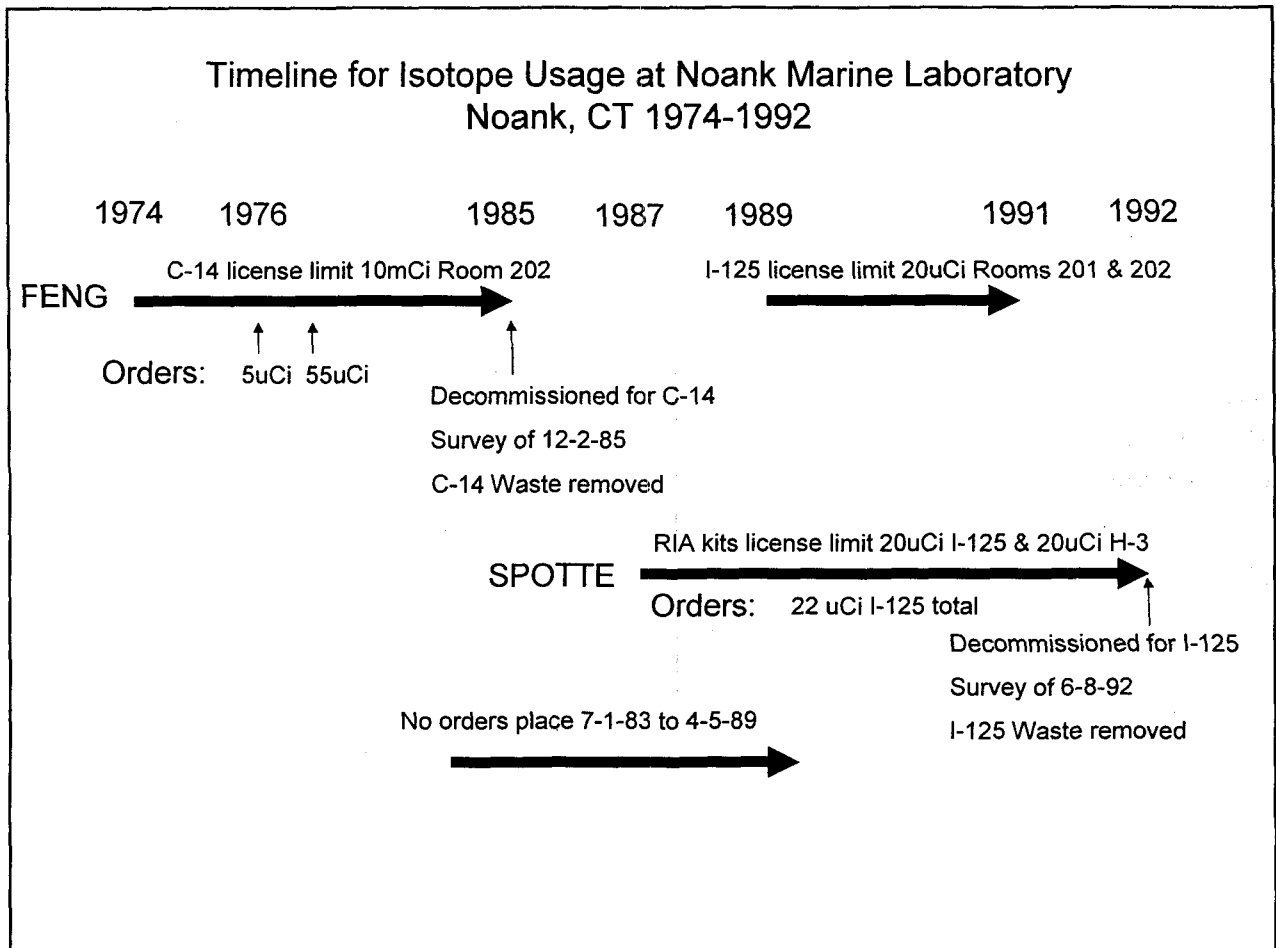 Timeline for Isotope Usage at Noank Marine Laboratory
Noank, CT 1974-1992
1974 1976 1985 1987 1989 1991 1992
C-14 license limit 10mCi Room 202
I-125 license limit 20uCi Rooms 201 & 202
FENG
Orders: 5uCi 55uCi
Decommissioned for C-14
Survey of 12-2-85
C-14 Waste removed
RIA kits license limit 20uCi I-125 & 20uCi H-3
SPOTTE
Orders: 22 uCi I-125 total
Decommissioned for I-125
Survey of 6-8-92
I-125 Waste removed
No orders place 7-1-83 to 4-5-89